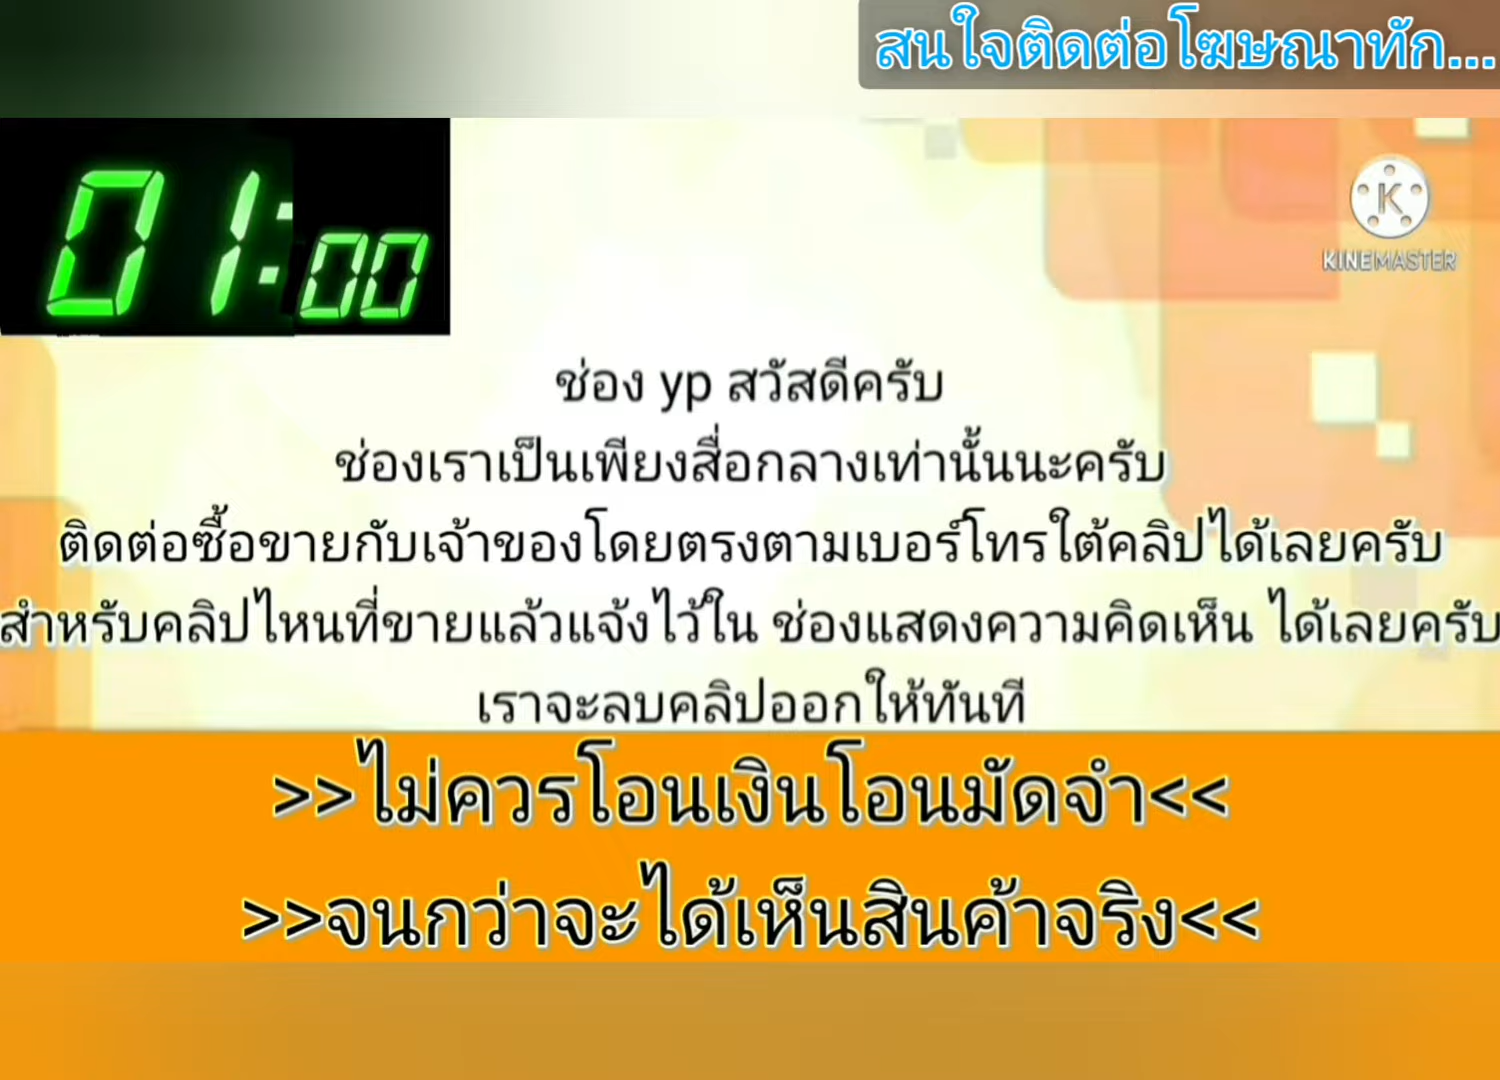 สนใจติดต่อโฆษณาทัก...
01:00
KINEMASTER
ช่อง yp สวัสดีครับ
ช่องเราเป็นเพียงสื่อกลางเท่านั้นนะครับ
ติดต่อซื้อขายกับเจ้าของโดยตรงตามเบอร์โทรใต้คลิปได้เลยครับ
สำหรับคลิปไหนที่ขายแล้วแจ้งไว้ใน ช่องแสดงความคิดเห็น ได้เลยครับ
เราจะลบคลิปออกให้ทันที
>>ไม่ควรโอนเงินโอนมัดจำ<<
>>จนกว่าจะได้เห็นสินค้าจริง<<